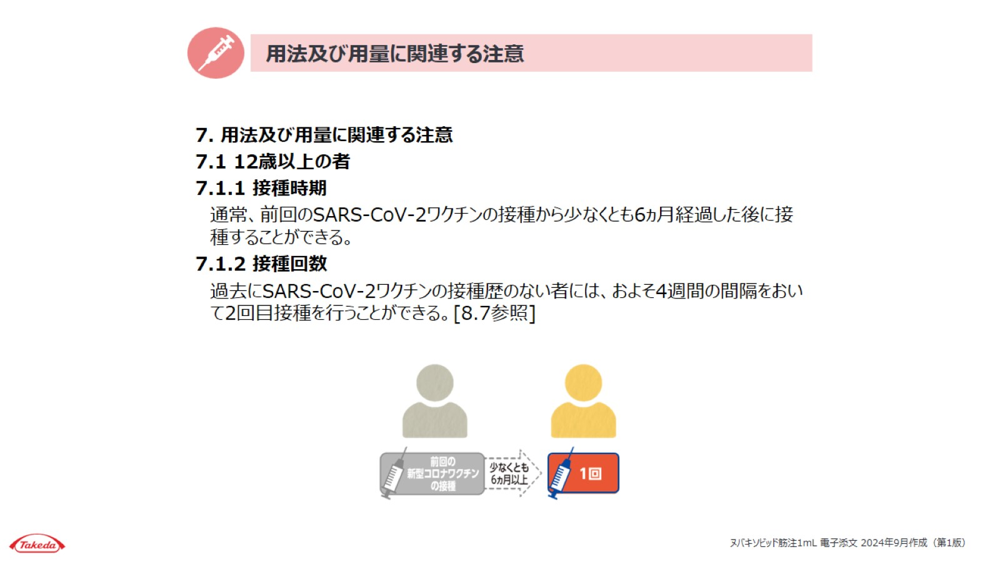 用法及び用量に関連する注意
7. 用法及び用量に関連する注意
7.1 12歳以上の者
7.1.1 接種時期
通常、前回のSARS-CoV-2ワクチンの接種から少なくとも6ヵ月経過した後に接
種することができる。
7.1.2 接種回数
過去にSARS-CoV-2ワクチンの接種歴のない者には、およそ4週間の間隔をおい
て2回目接種を行うことができる。[8.7参照]
前回の
新型コロナワクチン
の接種
少なくとも
6ヵ月以上
1回
Takeda
ヌバキソビッド筋注1mL 電子添文 2024年9月作成（第1版）